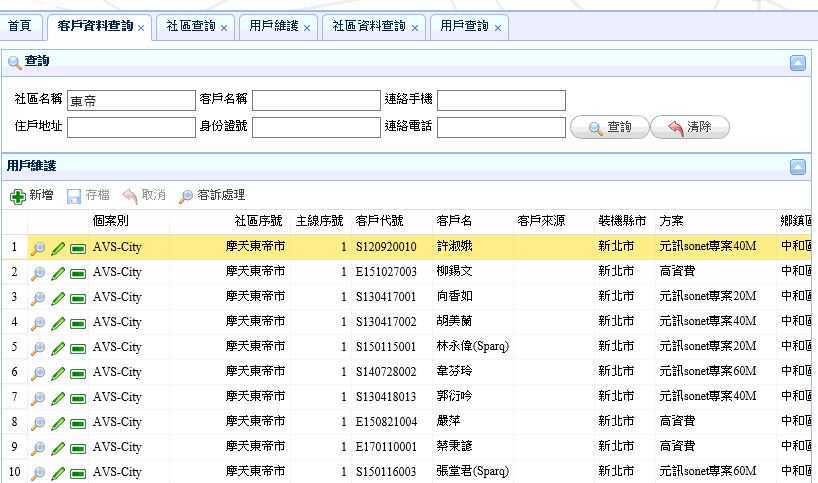 首頁 客戶資料查詢 × 社區查詢 × 用戶維護 × 社區資料查詢 × 用戶查詢 ×
查詢
社區名稱 東帝 客戶名稱 連絡手機
住戶地址 身份證號 連絡電話 查詢 清除
用戶維護
新增 存檔 取消 客訴處理
個案別 社區序號 主線序號 客戶代號 客戶名 客戶來源 裝機縣市 方案 鄉鎮區
1 AVS-City 摩天東帝市 1 S120920010 許淑娥 新北市 元訊sonet專案40M 中和區
2 AVS-City 摩天東帝市 1 E151027003 柳錫文 新北市 高資費 中和區
3 AVS-City 摩天東帝市 1 S130417001 向香如 新北市 元訊sonet專案20M 中和區
4 AVS-City 摩天東帝市 1 S130417002 胡美蘭 新北市 元訊sonet專案40M 中和區
5 AVS-City 摩天東帝市 1 S150115001 林永偉(Sparq) 新北市 元訊sonet專案20M 中和區
6 AVS-City 摩天東帝市 1 S140728002 韋芬玲 新北市 元訊sonet專案60M 中和區
7 AVS-City 摩天東帝市 1 S130418013 郭衍吟 新北市 元訊sonet專案40M 中和區
8 AVS-City 摩天東帝市 1 E150821004 嚴萍 新北市 高資費 中和區
9 AVS-City 摩天東帝市 1 E170110001 蔡秉諺 新北市 高資費 中和區
10 AVS-City 摩天東帝市 1 S150116003 張堂君(Sparq) 新北市 元訊sonet專案60M 中和區